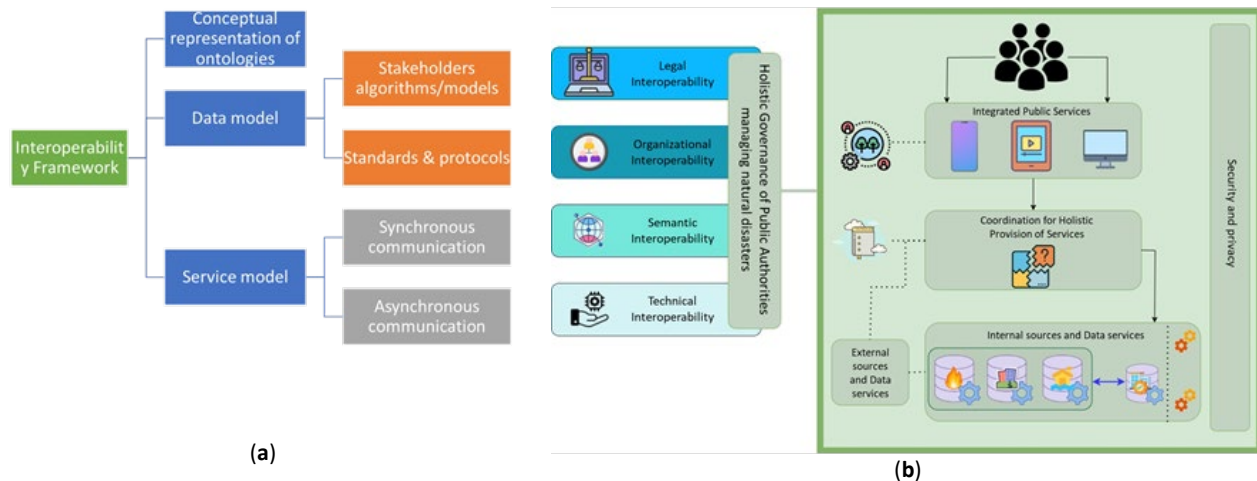 Conceptual
representation of
ontologies
Data model
Stakeholders
algorithms/models
Standards & protocols
Interoperabilit
y Framework
Service model
Synchronous
communication
Asynchronous
communication
(a)
Legal
Interoperability
Organizational
Interoperability
Semantic
Interoperability
Technical
Interoperability
Holistic Governance of Public Authorities
managing natural disasters
Integrated Public Services
Coordination for Holistic
Provision of Services
?
Internal sources and Data services
External
sources
and Data
services
Security and privacy
(b)